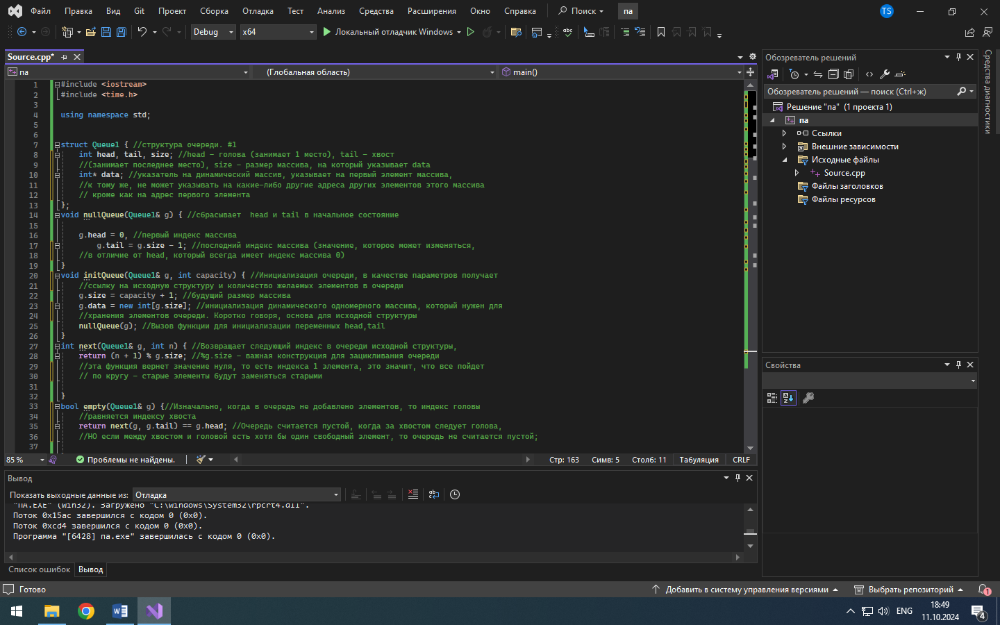 Файл Правка Вид Git Проект Сборка Отладка Тест Анализ Средства Расширения Окно Справка Поиск па TS
Debug x64 Локальный отладчик Windows
Source.cpp*
па (Глобальная область) main()
1 #include <iostream>
2 #include <time.h>
3
4 using namespace std;
5
6
7 struct Queue1 { //структура очереди. #1
8 int head, tail, size; //head - голова (занимает 1 место), tail - хвост
9 //(занимает последнее место), size - размер массива, на который указывает data
10 int* data; //указатель на динамический массив, указывает на первый элемент массива,
11 //к тому же, не может указывать на какие-либо другие адреса других элементов этого массива
12 // кроме как на адрес первого элемента
13 };
14 void nullQueue(Queue1& g) { //сбрасывает head и tail в начальное состояние
15
16 g.head = 0, //первый индекс массива
17 g.tail = g.size - 1; //последний индекс массива (значение, которое может изменяться,
18 //в отличие от head, который всегда имеет индекс массива 0)
19 }
20 void initQueue(Queue1& g, int capacity) { //Инициализация очереди, в качестве параметров получает
21 //ссылку на исходную структуру и количество желаемых элементов в очереди
22 g.size = capacity + 1; //будущий размер массива
23 g.data = new int[g.size]; //инициализация динамического одномерного массива, который нужен для
24 //хранения элементов очереди. Коротко говоря, основа для исходной структуры
25 nullQueue(g); //Вызов функции для инициализации переменных head,tail
26 }
27 int next(Queue1& g, int n) { //Возвращает следующий индекс в очереди исходной структуры,
28 return (n + 1) % g.size; //%g.size - важная конструкция для зацикливания очереди
29 //эта функция вернет значение нуля, то есть индекса 1 элемента, это значит, что все пойдет
30 // по кругу - старые элементы будут заменяться старыми
31
32 }
33 bool empty(Queue1& g) {//Изначально, когда в очередь не добавлено элементов, то индекс головы
34 //равняется индексу хвоста
35 return next(g, g.tail) == g.head; //Очередь считается пустой, когда за хвостом следует голова,
36 //НО если между хвостом и головой есть хотя бы один свободный элемент, то очередь не считается пустой;
37
85 % Проблемы не найдены. Стр: 163 Симв: 5 Столб: 11 Табуляция CRLF
Вывод
Показать выходные данные из: Отладка
"па.exe" (Win32). Загружено "C:\Windows\System32\rpcrt4.dll".
Поток 0x15ac завершился с кодом 0 (0x0).
Поток 0xcd4 завершился с кодом 0 (0x0).
Программа "[6428] па.exe" завершилась с кодом 0 (0x0).
Список ошибок Вывод
Обозреватель решений
Обозреватель решений — поиск (Ctrl+ж)
Решение "па" (1 проекта 1)
па
Ссылки
Внешние зависимости
Исходные файлы
Source.cpp
Файлы заголовков
Файлы ресурсов
Свойства
Средства диагностики
Готово Добавить в систему управления версиями Выбрать репозиторий 1
ENG 18:49 11.10.2024 4